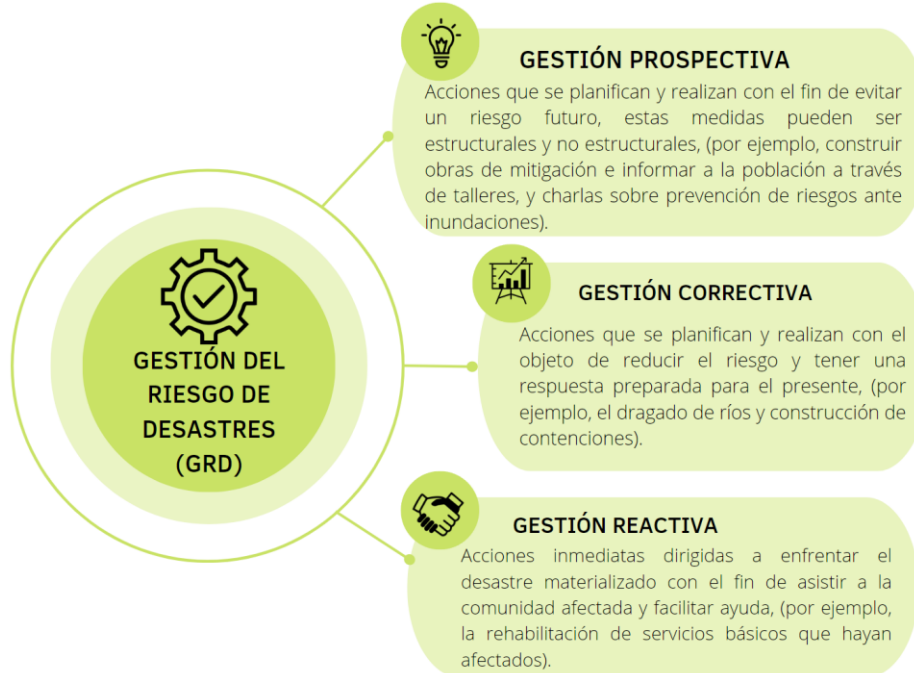 GESTIÓN DEL
RIESGO DE
DESASTRES
(GRD)
GESTIÓN PROSPECTIVA
Acciones que se planifican y realizan con el fin de evitar
un riesgo futuro, estas medidas pueden ser
estructurales y no estructurales, (por ejemplo, construir
obras de mitigación e informar a la población a través
de talleres, y charlas sobre prevención de riesgos ante
inundaciones).
GESTIÓN CORRECTIVA
Acciones que se planifican y realizan con el
objeto de reducir el riesgo y tener una
respuesta preparada para el presente, (por
ejemplo, el dragado de ríos y construcción de
contenciones).
GESTIÓN REACTIVA
Acciones inmediatas dirigidas a enfrentar el
desastre materializado con el fin de asistir a la
comunidad afectada y facilitar ayuda, (por ejemplo,
la rehabilitación de servicios básicos que hayan
afectados).